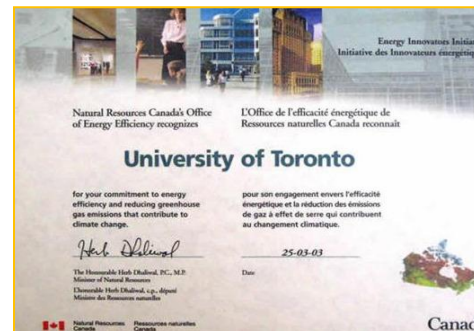 Energy Innovators
Initiative des Innovateurs
Natural Resources Canada's Office
of Energy Efficiency recognizes
L'Office de l'efficacité énergétique de
Ressources naturelles Canada reconnaît
University of Toronto
for your commitment to energy
efficiency and reducing greenhouse
gas emissions that contribute to
climate change.
pour son engagement envers l'efficacité
énergétique et la réduction des émissions
de gaz à effet de serre qui contribuent
au changement climatique.
Herb Dhaliwal
25-03-03
The Honourable Herb Dhaliwal, P.C., M.P.
Minister of Natural Resources
Date
L'honorable Herb Dhaliwal, c.p., député
Ministre des Ressources naturelles
Natural Resources Ressources naturelles
Canada Canada